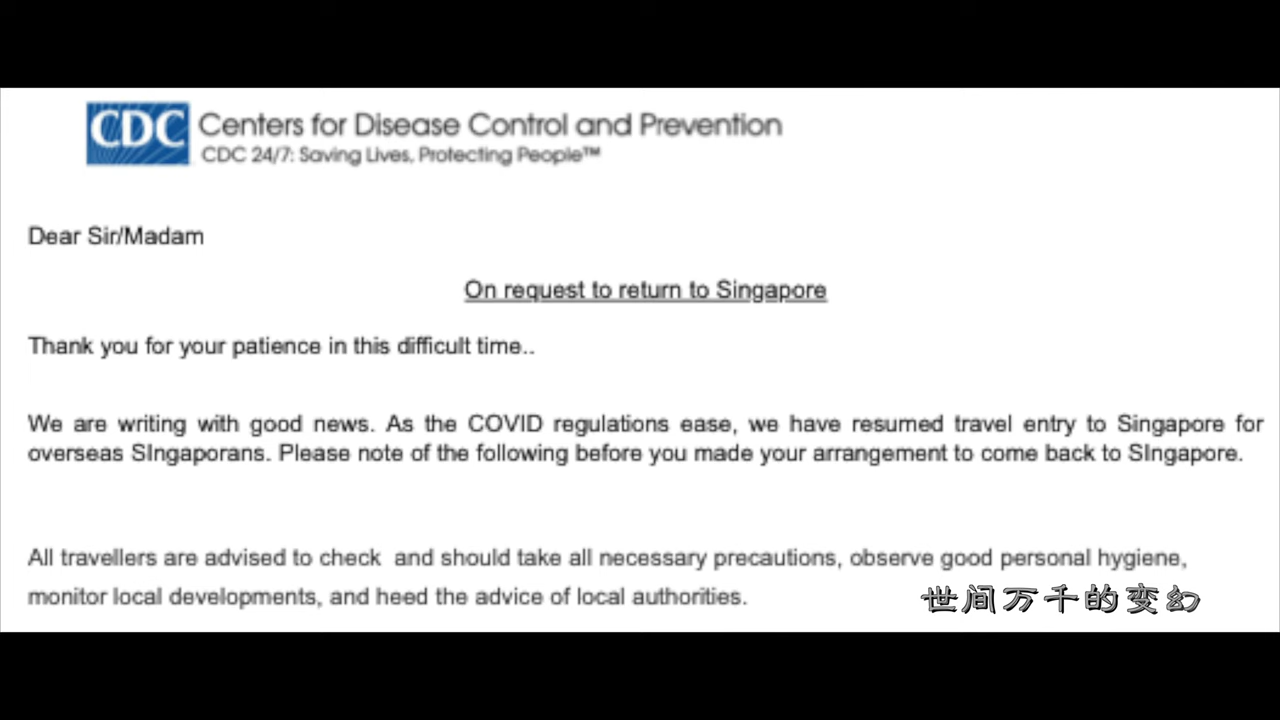 CDC Centers for Disease Control and Prevention
CDC 24/7: Saving Lives, Protecting People™
Dear Sir/Madam
On request to return to Singapore
Thank you for your patience in this difficult time..
We are writing with good news. As the COVID regulations ease, we have resumed travel entry to Singapore for
overseas SIngaporans. Please note of the following before you made your arrangement to come back to SIngapore.
All travellers are advised to check  and should take all necessary precautions, observe good personal hygiene,
monitor local developments, and heed the advice of local authorities.
世间万千的变幻